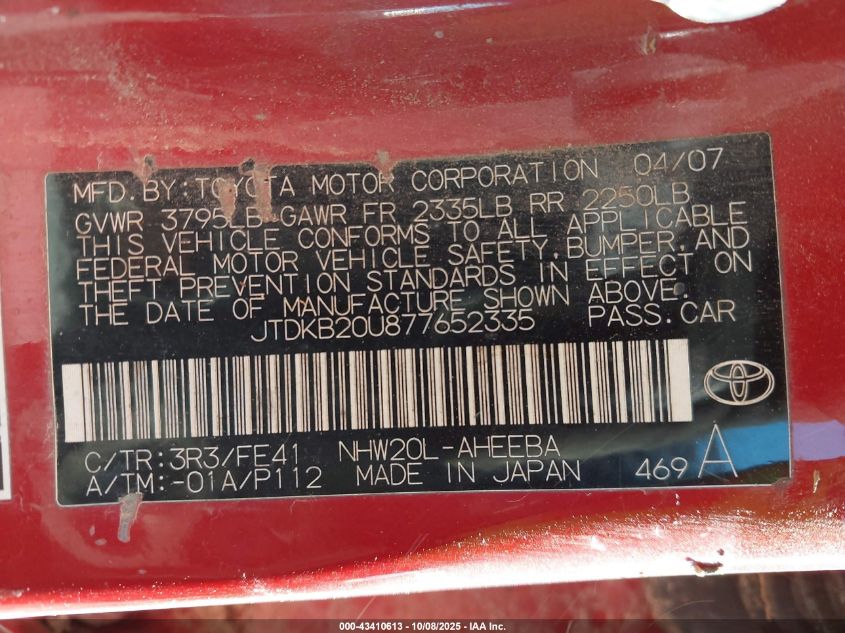 MFD.BY:TOYOTA MOTOR CORPORATION 04/07
GVWR 3795LB GAWR FR 2335LB RR 2250LB
THIS VEHICLE CONFORMS TO ALL APPLICABLE
FEDERAL MOTOR VEHICLE SAFETY,BUMPER,AND
THEFT PREVENTION STANDARDS IN EFFECT ON
THE DATE OF MANUFACTURE SHOWN ABOVE.
JTDKB20U877652335 PASS.CAR
C/TR:3R3/FE41 NHW20L-AHEEBA
A/TM:-01A/P112 MADE IN JAPAN 469 A
000-43410613 - 10/08/2025 - IAA Inc.